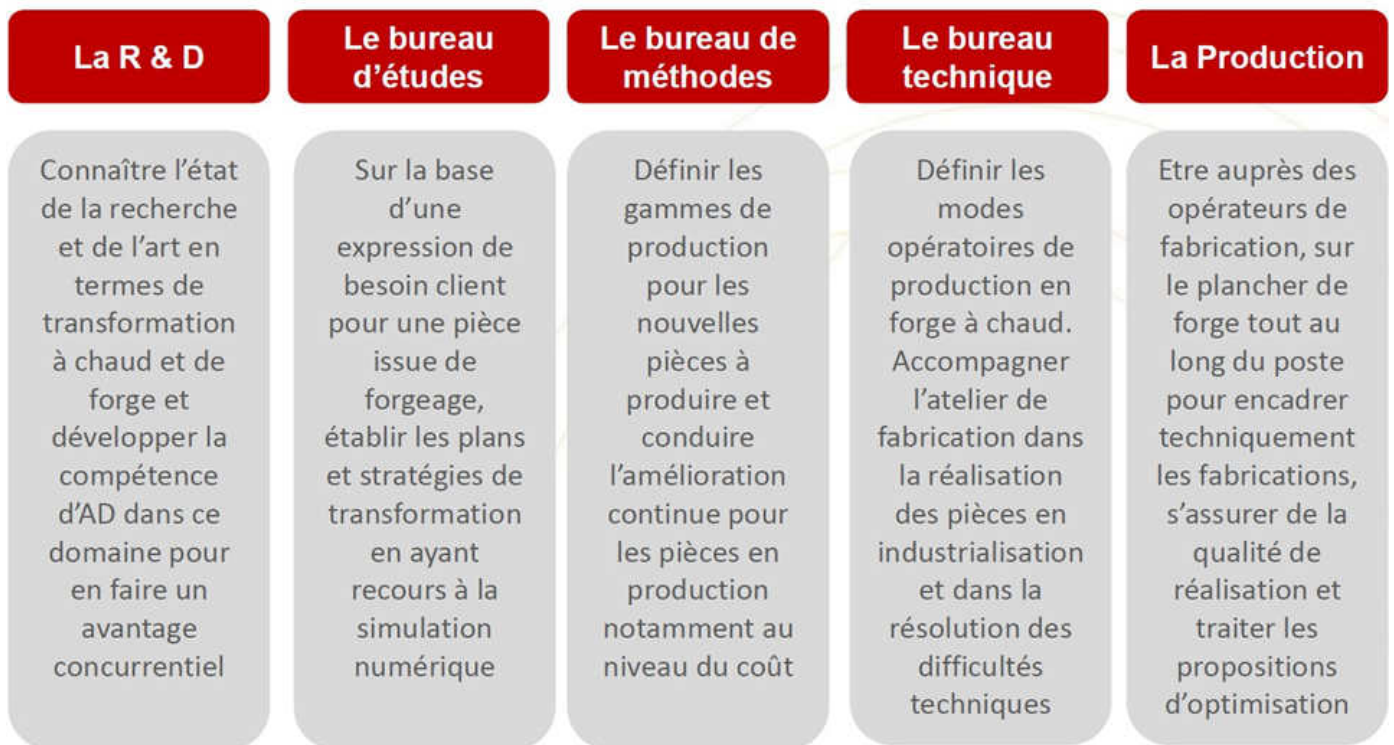 La R & D
Connaître l’état
de la recherche
et de l’art en
termes de
transformation
à chaud et de
forge et
développer la
compétence
d’AD dans ce
domaine pour
en faire un
avantage
concurrentiel
Le bureau
d’études
Sur la base
d’une
expression de
besoin client
pour une pièce
issue de
forgeage,
établir les plans
et stratégies de
transformation
en ayant
recours à la
simulation
numérique
Le bureau de
méthodes
Définir les
gammes de
production
pour les
nouvelles
pièces à
produire et
conduire
l’amélioration
continue pour
les pièces en
production
notamment au
niveau du coût
Le bureau
technique
Définir les
modes
opératoires de
production en
forge à chaud.
Accompagner
l’atelier de
fabrication dans
la réalisation
des pièces en
industrialisation
et dans la
résolution des
difficultés
techniques
La Production
Etre auprès des
opérateurs de
fabrication, sur
le plancher de
forge tout au
long du poste
pour encadrer
techniquement
les fabrications,
s’assurer de la
qualité de
réalisation et
traiter les
propositions
d’optimisation